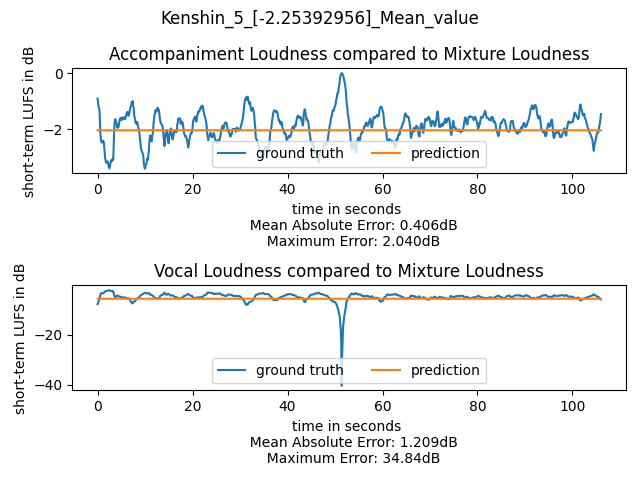 Kenshin_5_[-2.25392956]_Mean_value
Accompaniment Loudness compared to Mixture Loudness
short-term LUFS in dB
0
−2
ground truth prediction
0 20 40 60 80 100
time in seconds
Mean Absolute Error: 0.406dB
Maximum Error: 2.040dB
Vocal Loudness compared to Mixture Loudness
short-term LUFS in dB
−20
−40
ground truth prediction
0 20 40 60 80 100
time in seconds
Mean Absolute Error: 1.209dB
Maximum Error: 34.84dB